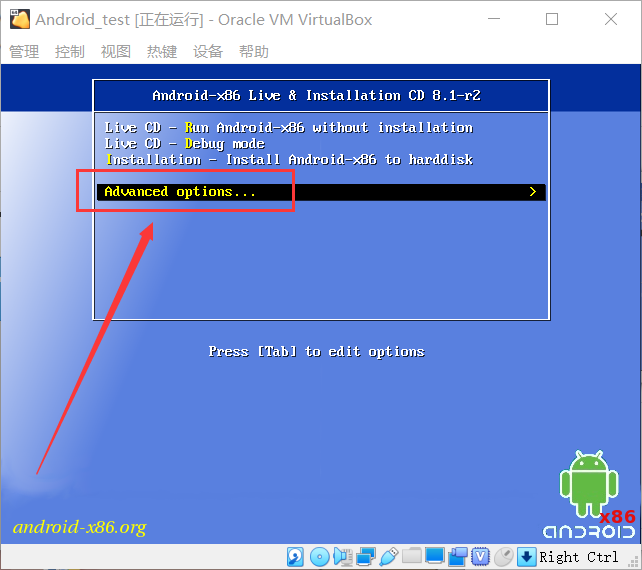 Android_test [正在运行] - Oracle VM VirtualBox
管理 控制 视图 热键 设备 帮助
Android-x86 Live & Installation CD 8.1-r2
Live CD - Run Android-x86 without installation
Live CD - Debug mode
Installation - Install Android-x86 to harddisk
Advanced options... >
Press [Tab] to edit options
android-x86.org
x86
ANDROID
Right Ctrl